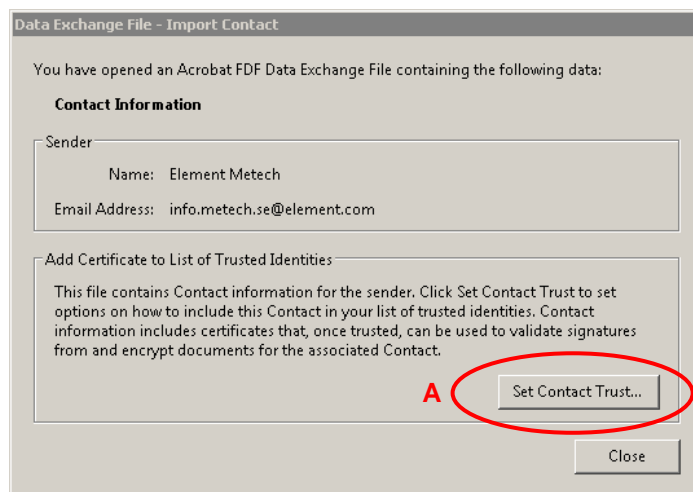 Data Exchange File - Import Contact
You have opened an Acrobat FDF Data Exchange File containing the following data:
Contact Information
Sender
Name: Element Metech
Email Address: info.metech.se@element.com
Add Certificate to List of Trusted Identities
This file contains Contact information for the sender. Click Set Contact Trust to set
options on how to include this Contact in your list of trusted identities. Contact
information includes certificates that, once trusted, can be used to validate signatures
from and encrypt documents for the associated Contact.
A Set Contact Trust...
Close